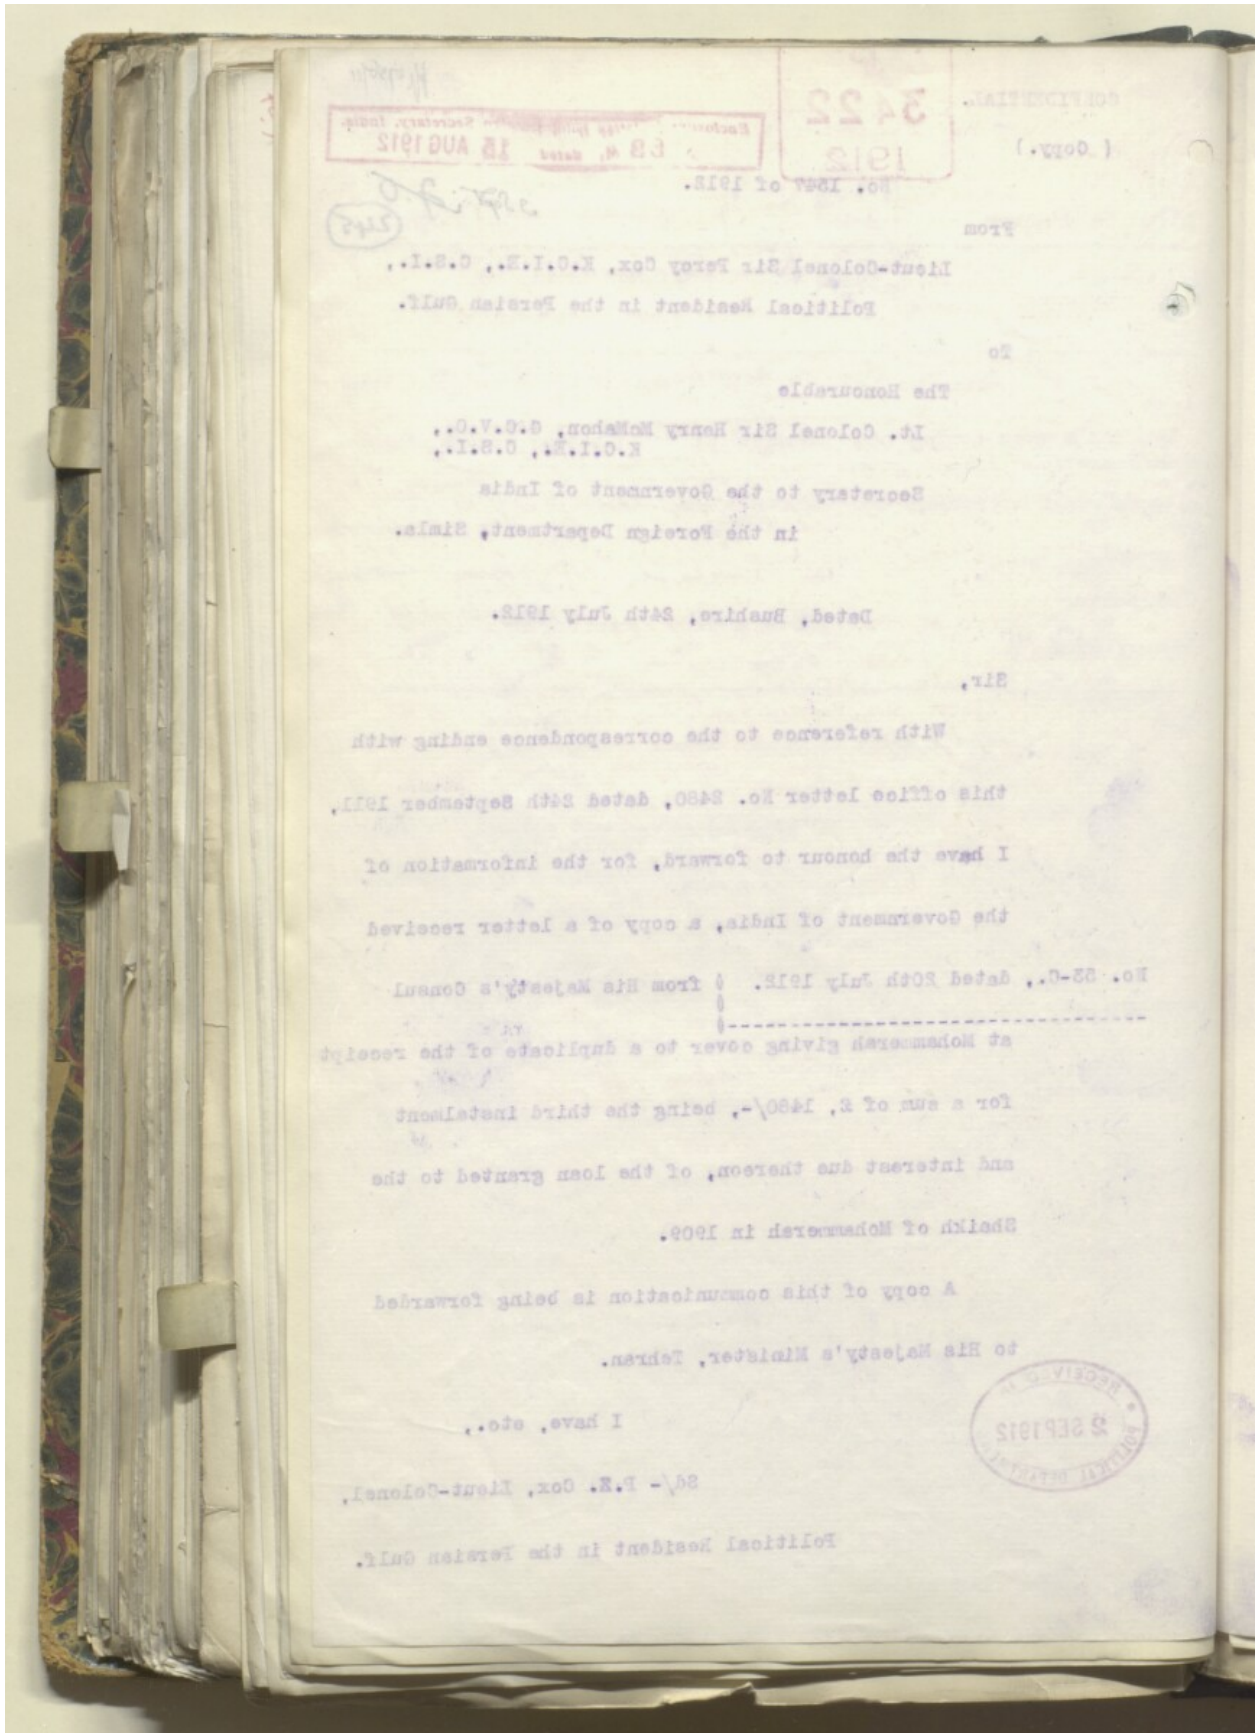 CONFIDENTIAL.
( Copy.)
3422
1912
Secretary, India,
M, dated 15 AUG 1912
No. 1547 of 1912.
245
From
Lieut-Colonel Sir Percy Cox, K.C.I.E., C.S.I.,
Political Resident in the Persian Gulf.
To
The Honourable
Lt. Colonel Sir Henry McMahon, G.C.V.O.,
K.C.I.E., C.S.I.,
Secretary to the Government of India
in the Foreign Department, Simla.
Dated, Bushire, 24th July 1912.
Sir,
With reference to the correspondence ending with
this office letter No. 2480, dated 24th September 1911,
I have the honour to forward, for the information of
the Government of India, a copy of a letter received
No. 53-C., dated 20th July 1912. from His Majesty's Consul
at Mohammerah giving cover to a duplicate of the receipt
for a sum of £. 1480/-, being the third instalment
and interest due thereon, of the loan granted to the
Sheikh of Mohammerah in 1909.
A copy of this communication is being forwarded
to His Majesty's Minister, Tehran.
I have, etc.,
Sd/- P.Z. Cox, Lieut-Colonel,
Political Resident in the Persian Gulf.
RECEIVED IN
2 SEP 1912
POLITICAL DEPARTMENT